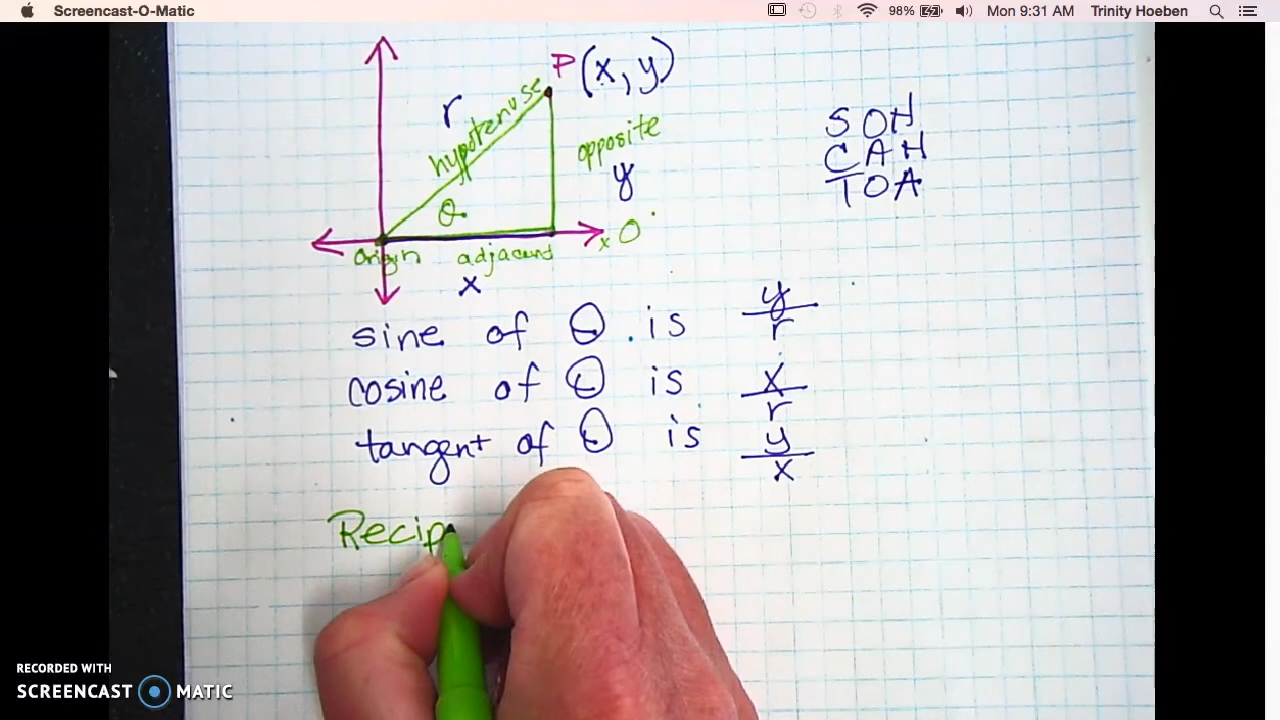 Screencast-O-Matic 98% Mon 9:31 AM Trinity Hoeben
P (x, y)
r
hypotenuse
opposite
y
θ
x 0
origin adjacent
x
SOH
CAH
TOA
sine of θ is y/r
cosine of θ is x/r
tangent of θ is y/x
Recip
RECORDED WITH
SCREENCAST MATIC